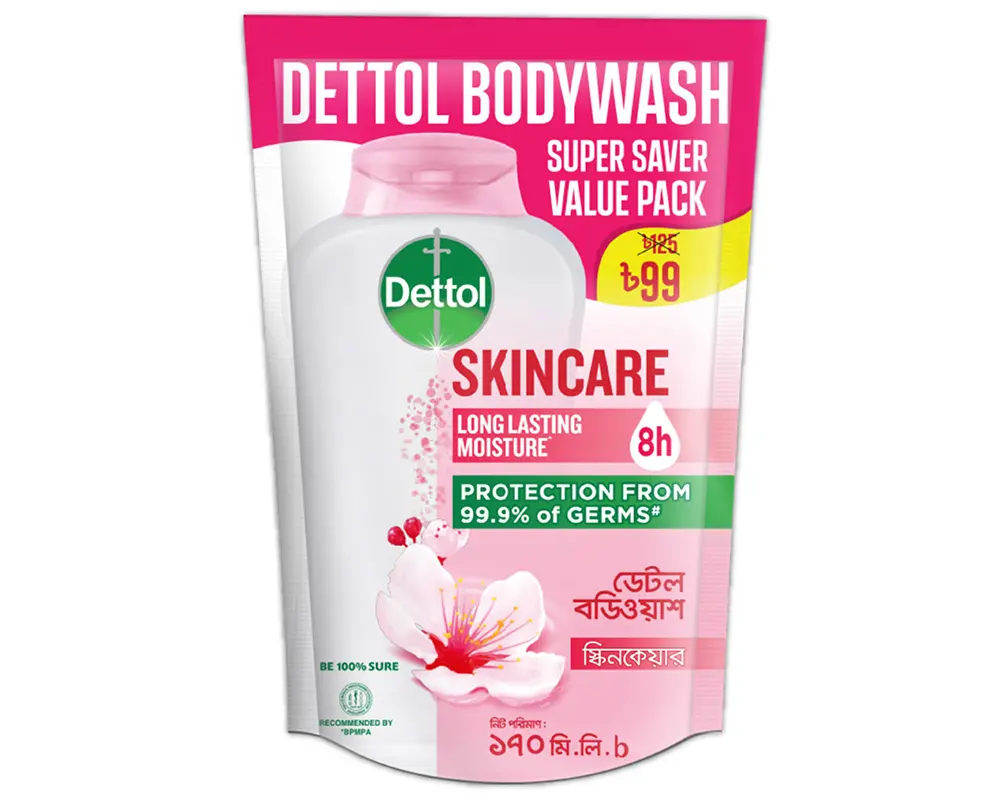 DETTOL BODYWASH
SUPER SAVER
VALUE PACK
৳125
৳99
Dettol
SKINCARE
LONG LASTING
MOISTURE^
8h
PROTECTION FROM
99.9% of GERMS#
ডেটল
বডিওয়াশ
স্কিনকেয়ার
BE 100% SURE
RECOMMENDED BY
*BPMPA
নিট পরিমাণ :
১৭০ মি.লি. b